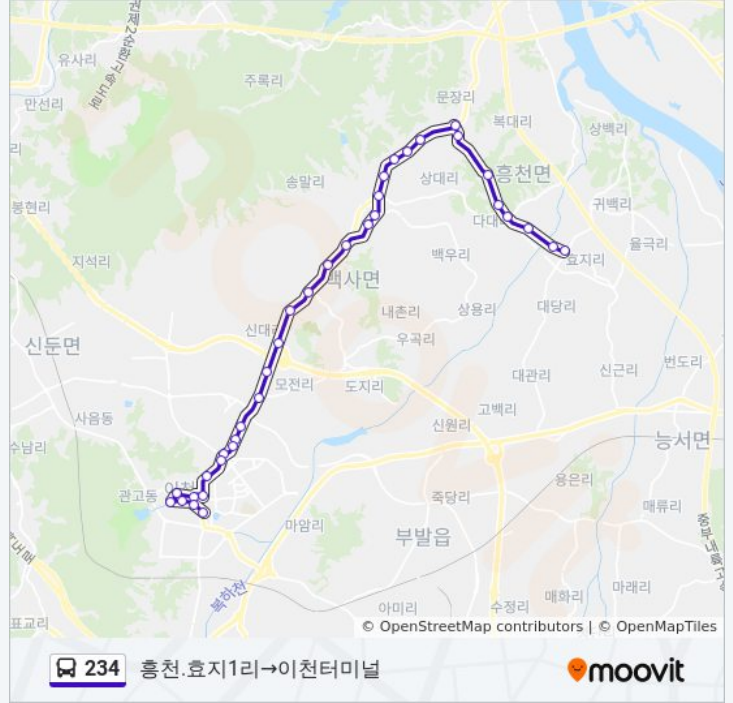 유사리
만선리
주록리
문장리
복대리
상백리
리
송말리
상대리
흥천면
귀백리
봉현리
다대리
율극리
지석리
백우리
효지리
백사면
내촌리
상용리
대당리
신대리
우곡리
신둔면
모전리
도지리
대관리
신근리
번도리
고백리
사음동
신원리
능서면
수남리
관고동
이천
용은리
죽당리
매류리
마암리
부발읍
마래리
복하천
매화리
아미리
수정리
표교리
© OpenStreetMap contributors | © OpenMapTiles
234 흥천.효지1리→이천터미널
moovit